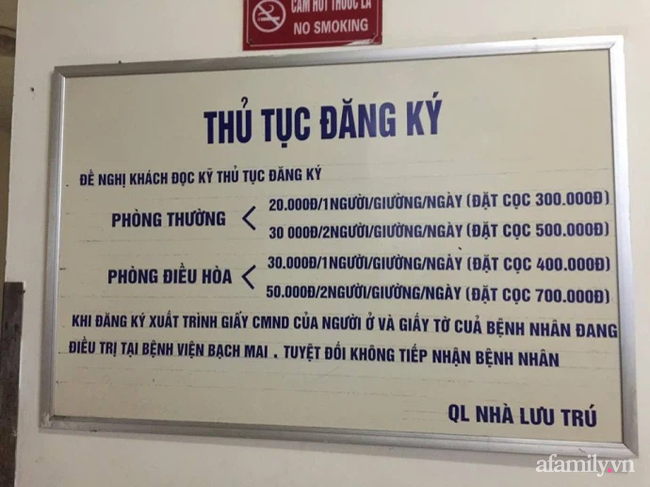 CẤM HÚT THUỐC LÁ
NO SMOKING
THỦ TỤC ĐĂNG KÝ
ĐỀ NGHỊ KHÁCH ĐỌC KỸ THỦ TỤC ĐĂNG KÝ
PHÒNG THƯỜNG <
20.000Đ/1NGƯỜI/GIƯỜNG/NGÀY (ĐẶT CỌC 300.000Đ)
30 000Đ/2NGƯỜI/GIƯỜNG/NGÀY (ĐẶT CỌC 500.000Đ)
PHÒNG ĐIỀU HÒA <
30.000Đ/1NGƯỜI/GIƯỜNG/NGÀY (ĐẶT CỌC 400.000Đ)
50.000Đ/2NGƯỜI/GIƯỜNG/NGÀY (ĐẶT CỌC 700.000Đ)
KHI ĐĂNG KÝ XUẤT TRÌNH GIẤY CMND CỦA NGƯỜI Ở VÀ GIẤY TỜ CUẢ BỆNH NHÂN ĐANG
ĐIỀU TRỊ TẠI BỆNH VIỆN BẠCH MAI . TUYỆT ĐỐI KHÔNG TIẾP NHẬN BỆNH NHÂN
QL NHÀ LƯU TRÚ
afamily.vn